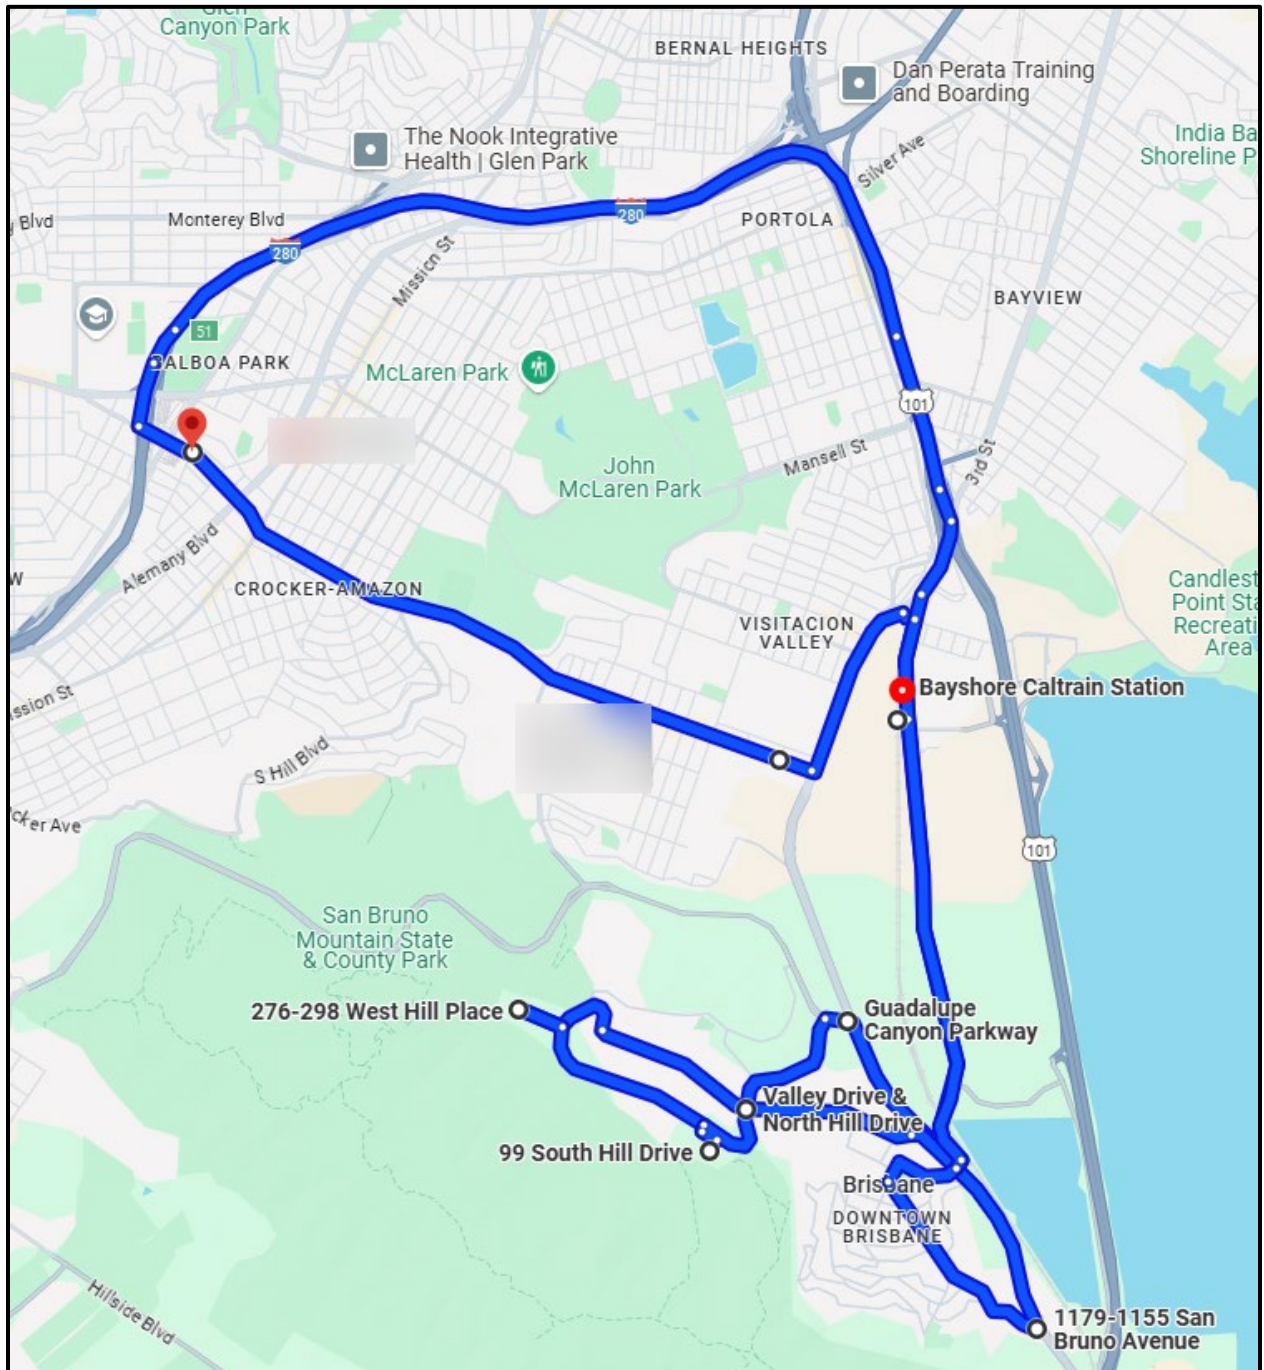 Glen
Canyon Park
BERNAL HEIGHTS
Dan Perata Training
and Boarding
The Nook Integrative
Health | Glen Park
India Ba
Shoreline P
Silver Ave
y Blvd
Monterey Blvd
280
PORTOLA
280
Mission St
BAYVIEW
51
BALBOA PARK
McLaren Park
101
Mansell St
3rd St
John
McLaren Park
Alemany Blvd
W
CROCKER-AMAZON
Candlest
Point Sta
Recreati
Area
VISITACION
VALLEY
Bayshore Caltrain Station
ission St
S Hill Blvd
cker Ave
101
San Bruno
Mountain State
& County Park
276-298 West Hill Place
Guadalupe
Canyon Parkway
Valley Drive &
North Hill Drive
99 South Hill Drive
Brisbane
DOWNTOWN
BRISBANE
Hillside Blvd
1179-1155 San
Bruno Avenue